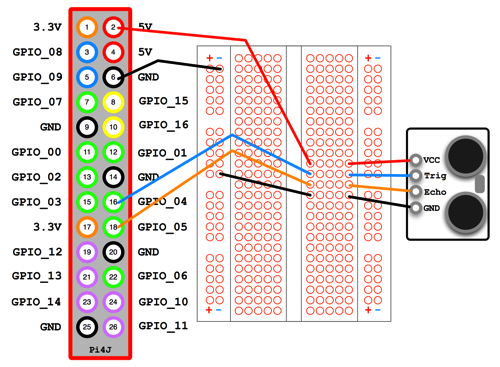 3.3V 1 2 5V
GPIO_08 3 4 5V
GPIO_09 5 6 GND
GPIO_07 7 8 GPIO_15
GND 9 10 GPIO_16
GPIO_00 11 12 GPIO_01
GPIO_02 13 14 GND
GPIO_03 15 16 GPIO_04
3.3V 17 18 GPIO_05
GPIO_12 19 20 GND
GPIO_13 21 22 GPIO_06
GPIO_14 23 24 GPIO_10
GND 25 26 GPIO_11
Pi4J
+ − + −
+ − + −
VCC
Trig
Echo
GND